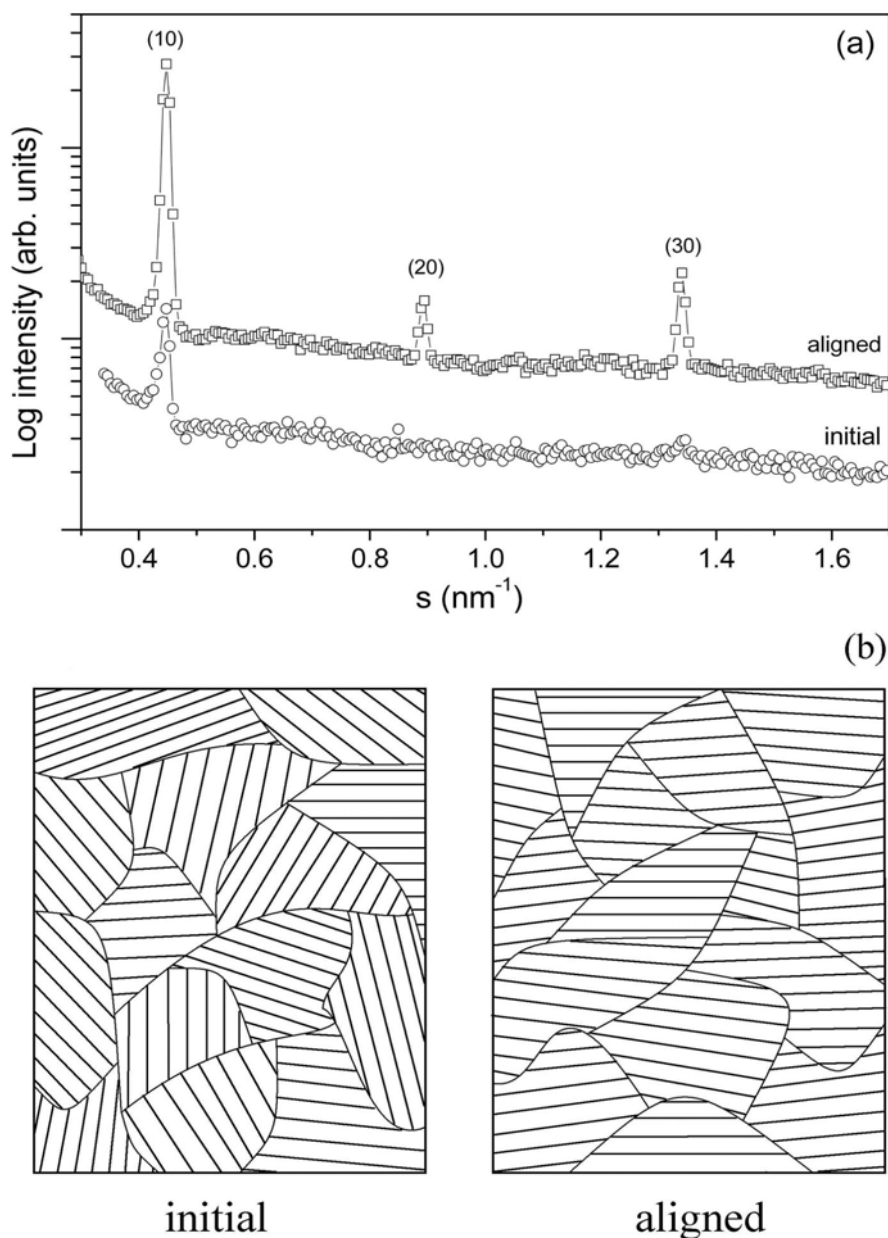 (a)
(10)
(20)
(30)
aligned
initial
Log intensity (arb. units)
0.4 0.6 0.8 1.0 1.2 1.4 1.6
s (nm⁻¹)
(b)
initial aligned